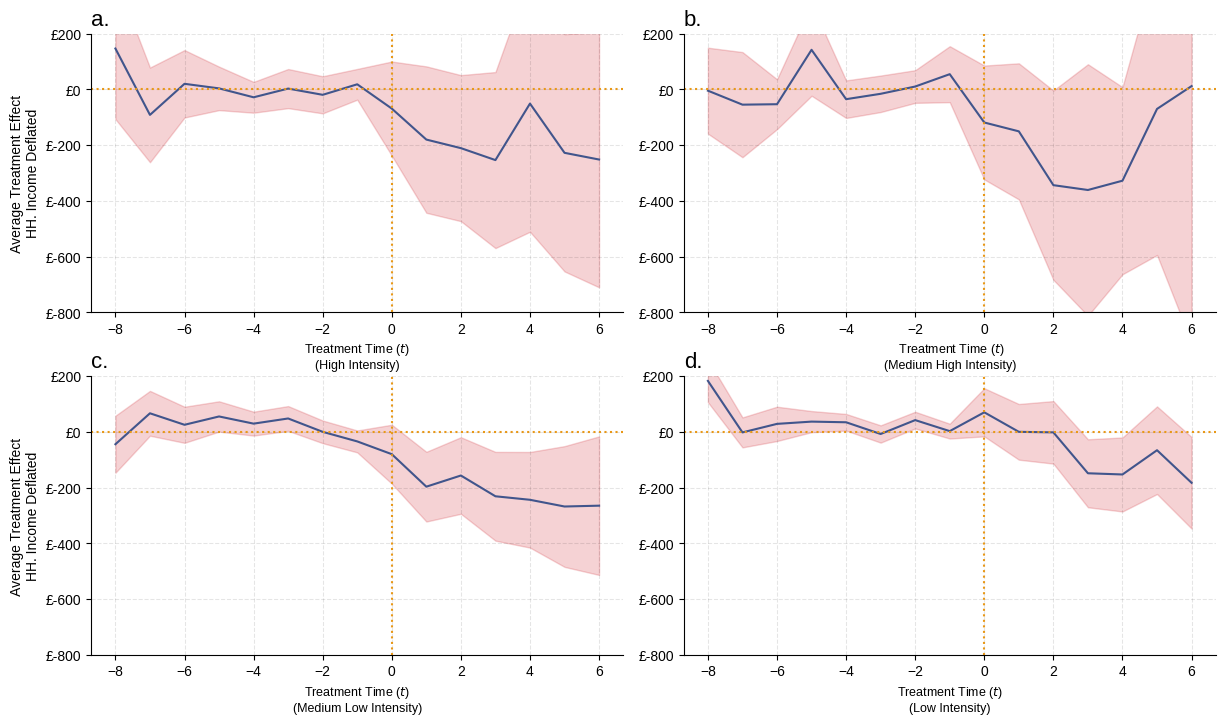 a.
£200
£0
£-200
£-400
£-600
£-800
Average Treatment Effect
HH. Income Deflated
−8 −6 −4 −2 0 2 4 6
Treatment Time (t)
(High Intensity)
b.
£200
£0
£-200
£-400
£-600
£-800
−8 −6 −4 −2 0 2 4 6
Treatment Time (t)
(Medium High Intensity)
c.
£200
£0
£-200
£-400
£-600
£-800
Average Treatment Effect
HH. Income Deflated
−8 −6 −4 −2 0 2 4 6
Treatment Time (t)
(Medium Low Intensity)
d.
£200
£0
£-200
£-400
£-600
£-800
−8 −6 −4 −2 0 2 4 6
Treatment Time (t)
(Low Intensity)